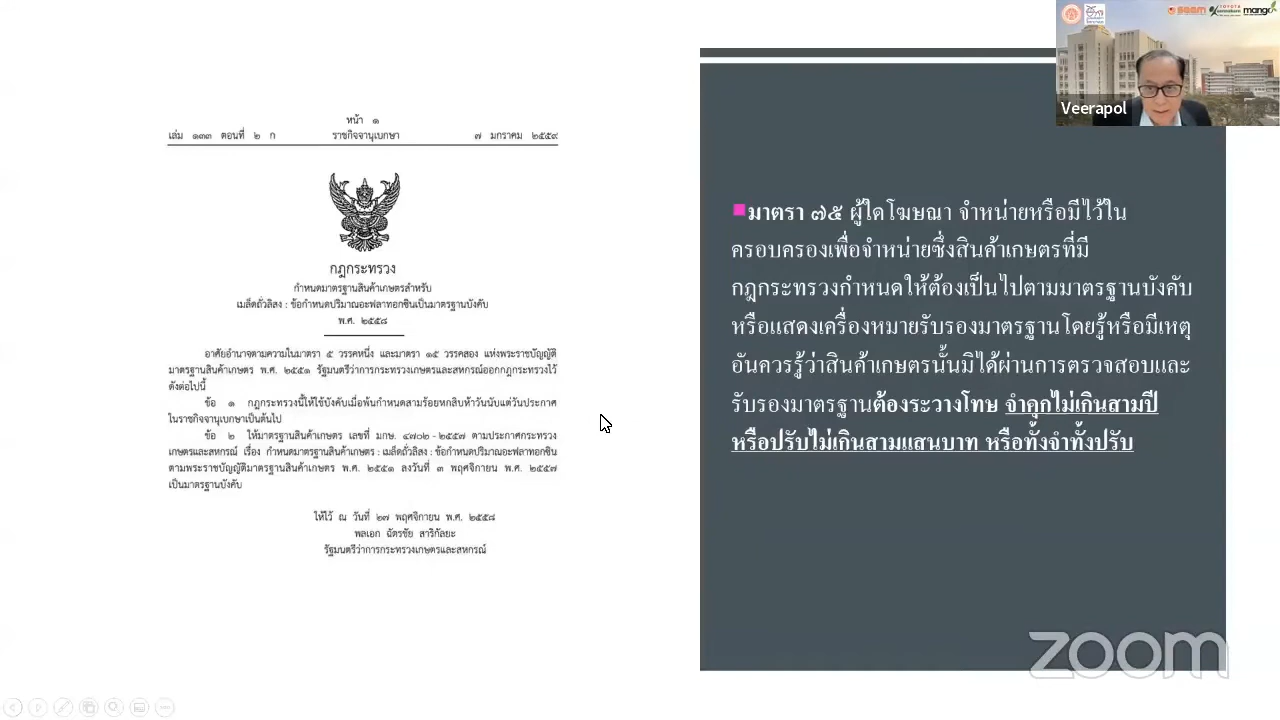 หน้า ๑
เล่ม ๑๓๓ ตอนที่ ๒ ก ราชกิจจานุเบกษา ๗ มกราคม ๒๕๕๙
กฎกระทรวง
กำหนดมาตรฐานสินค้าเกษตรสำหรับ
เมล็ดถั่วลิสง : ข้อกำหนดปริมาณอะฟลาทอกซินเป็นมาตรฐานบังคับ
พ.ศ. ๒๕๕๘
อาศัยอำนาจตามความในมาตรา ๕ วรรคหนึ่ง และมาตรา ๑๕ วรรคสอง แห่งพระราชบัญญัติ
มาตรฐานสินค้าเกษตร พ.ศ. ๒๕๕๑ รัฐมนตรีว่าการกระทรวงเกษตรและสหกรณ์ออกกฎกระทรวงไว้
ดังต่อไปนี้
ข้อ ๑ กฎกระทรวงนี้ให้ใช้บังคับเมื่อพ้นกำหนดสามร้อยหกสิบห้าวันนับแต่วันประกาศ
ในราชกิจจานุเบกษาเป็นต้นไป
ข้อ ๒ ให้มาตรฐานสินค้าเกษตร เลขที่ มกษ. ๔๗๐๒ - ๒๕๕๗ ตามประกาศกระทรวง
เกษตรและสหกรณ์ เรื่อง กำหนดมาตรฐานสินค้าเกษตร : เมล็ดถั่วลิสง : ข้อกำหนดปริมาณอะฟลาทอกซิน
ตามพระราชบัญญัติมาตรฐานสินค้าเกษตร พ.ศ. ๒๕๕๑ ลงวันที่ ๓ พฤศจิกายน พ.ศ. ๒๕๕๗
เป็นมาตรฐานบังคับ
ให้ไว้ ณ วันที่ ๒๗ พฤศจิกายน พ.ศ. ๒๕๕๘
พลเอก ฉัตรชัย สาริกัลยะ
รัฐมนตรีว่าการกระทรวงเกษตรและสหกรณ์
มาตรา ๗๕ ผู้ใดโฆษณา จำหน่ายหรือมีไว้ใน
ครอบครองเพื่อจำหน่ายซึ่งสินค้าเกษตรที่มี
กฎกระทรวงกำหนดให้ต้องเป็นไปตามมาตรฐานบังคับ
หรือแสดงเครื่องหมายรับรองมาตรฐานโดยรู้หรือมีเหตุ
อันควรรู้ว่าสินค้าเกษตรนั้นมิได้ผ่านการตรวจสอบและ
รับรองมาตรฐานต้องระวางโทษ จำคุกไม่เกินสามปี
หรือปรับไม่เกินสามแสนบาท หรือทั้งจำทั้งปรับ
Veerapol
mango
zoom